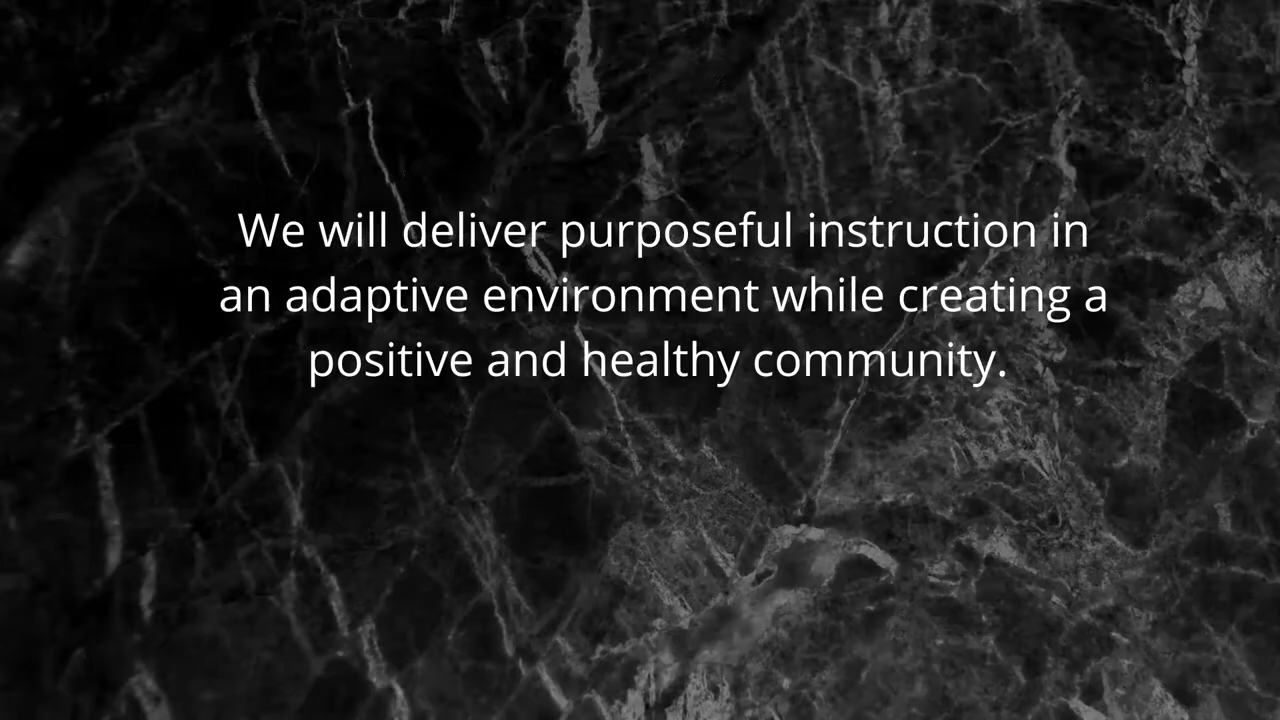 We will deliver purposeful instruction in
an adaptive environment while creating a
positive and healthy community.